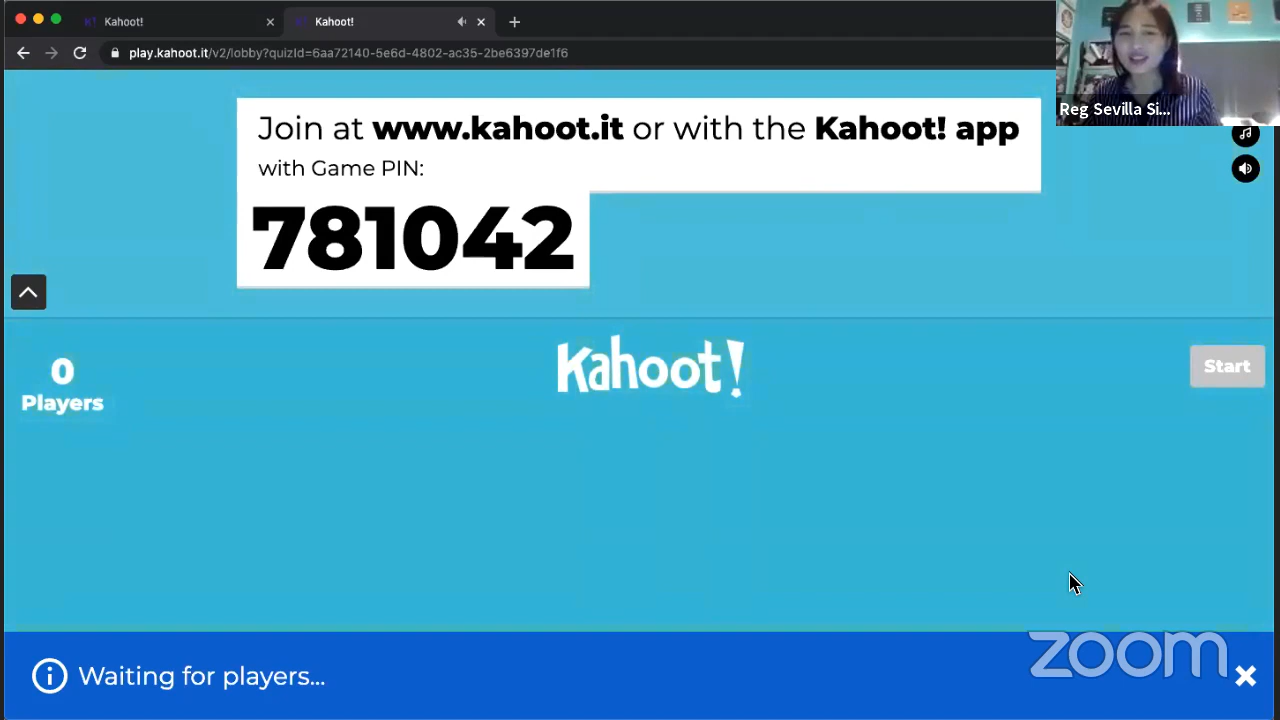 Kahoot!
Kahoot!
play.kahoot.it/v2/lobby?quizId=6aa72140-5e6d-4802-ac35-2be6397de1f6
Reg Sevilla Si...
Join at www.kahoot.it or with the Kahoot! app
with Game PIN:
781042
0
Players
Kahoot!
Start
Waiting for players...
zoom